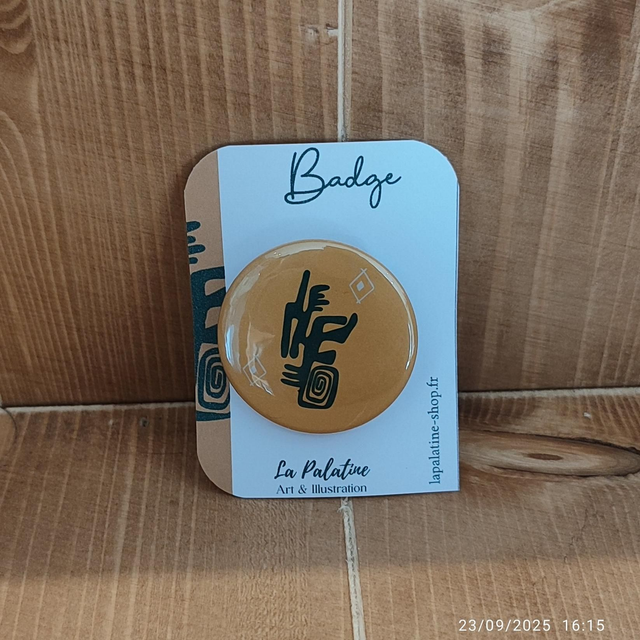 Badge
La Palatine
Art & Illustration
lapalatine-shop.fr
23/09/2025 16:15